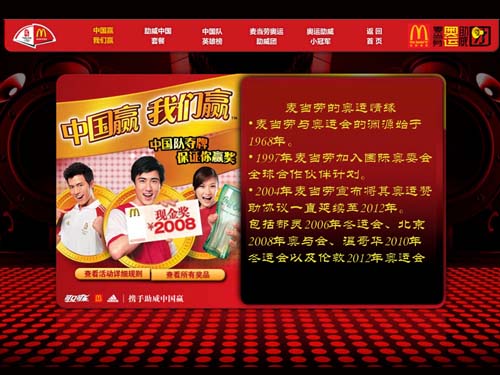 中国赢
我们赢
助威中国
套餐
中国队
英雄榜
麦当劳奥运
助威团
奥运助威
小冠军
返回
首页
中国赢 我们赢
中国队夺牌
保证你赢奖
现金奖
¥2008
查看活动详细规则
查看所有奖品
携手助威中国赢
麦当劳的奥运情缘
•麦当劳与奥运会的渊源始于
1968年。
•1997年麦当劳加入国际奥委会
全球合作伙伴计划。
•2004年麦当劳宣布将其奥运赞
助协议一直延续至2012年。
包括都灵2006年冬运会、北京
2008年奥与会、温哥华2010年
冬运会以及伦敦2012年奥运会